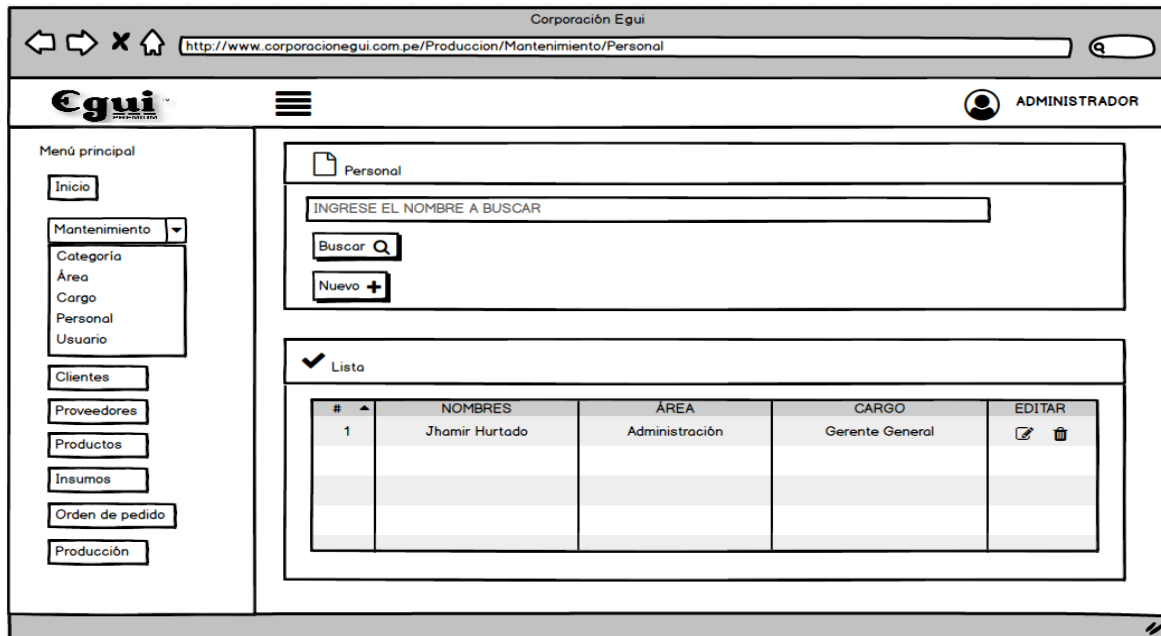 Corporación Egui
http://www..corporacionegui.com.pe/Produccion/Mantenimiento/Personal
Egui
PREMIUM
ADMINISTRADOR
Menú principal
Inicio
Mantenimiento
Categoría
Área
Cargo
Personal
Usuario
Clientes
Proveedores
Productos
Insumos
Orden de pedido
Producción
Personal
INGRESE EL NOMBRE A BUSCAR
Buscar
Nuevo
Lista
# NOMBRES ÁREA CARGO EDITAR
1 Jhamir Hurtado Administración Gerente General